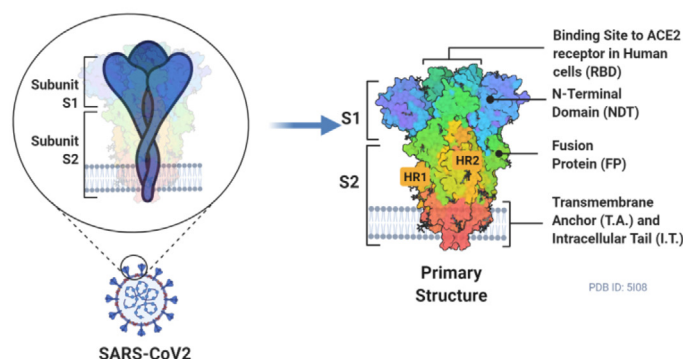 Subunit
S1
Subunit
S2
SARS-CoV2
S1
S2
HR1
HR2
Binding Site to ACE2
receptor in Human
cells (RBD)
N-Terminal
Domain (NDT)
Fusion
Protein (FP)
Transmembrane
Anchor (T.A.) and
Intracellular Tail (I.T.)
Primary
Structure
PDB ID: 5I08